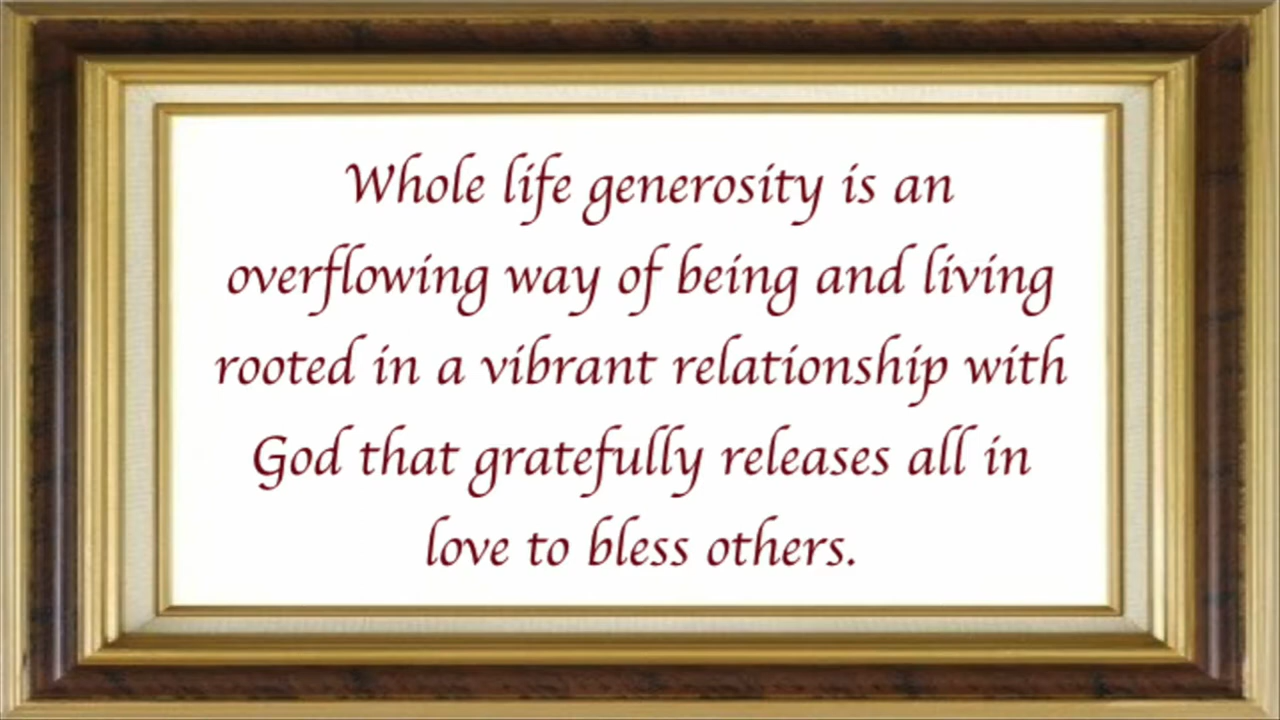 Whole life generosity is an
overflowing way of being and living
rooted in a vibrant relationship with
God that gratefully releases all in
love to bless others.